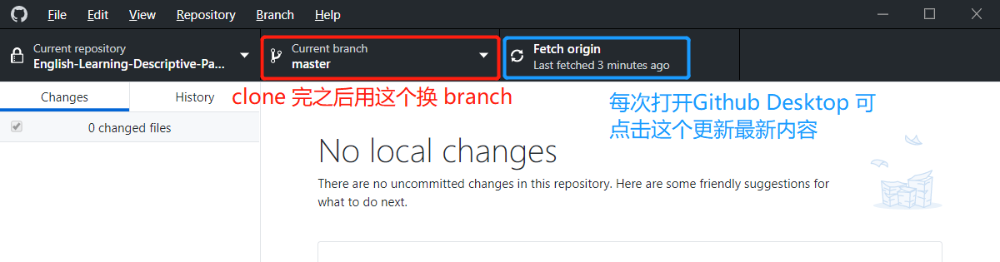 File Edit View Repository Branch Help
Current repository
English-Learning-Descriptive-Pa...
Current branch
master
Fetch origin
Last fetched 3 minutes ago
Changes
History
clone 完之后用这个换 branch
每次打开Github Desktop 可
点击这个更新最新内容
0 changed files
No local changes
There are no uncommitted changes in this repository. Here are some friendly suggestions for
what to do next.